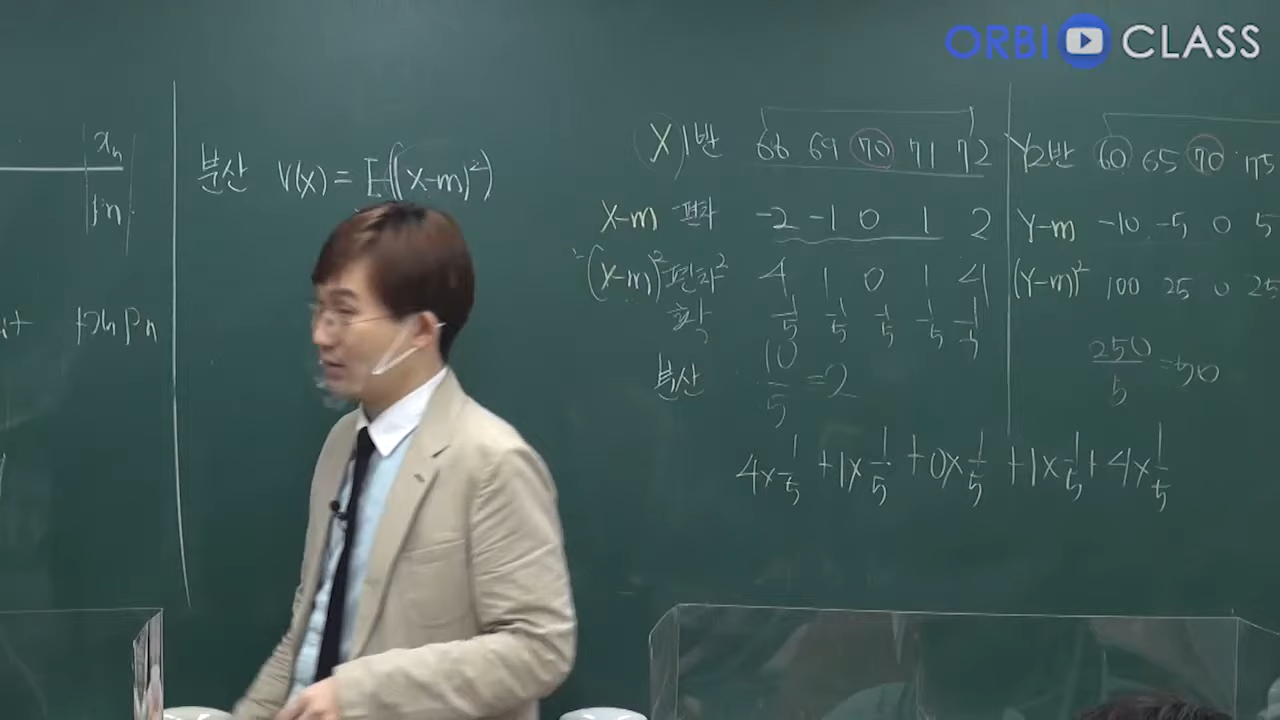 ORBI CLASS
xₙ
pₙ
xₙpₙ
분산 V(X) = E((X-m)²)
X 1반 66 69 70 71 72
X-m 편차 -2 -1 0 1 2
(X-m)² 편차² 4 1 0 1 4
확 1/5 1/5 1/5 1/5 1/5
분산 10/5 = 2
Y 2반 60 65 70 75
Y-m -10 -5 0 5
(Y-m)² 100 25 0 25
250/5 = 50
4×1/5 + 1×1/5 + 0×1/5 + 1×1/5 + 4×1/5